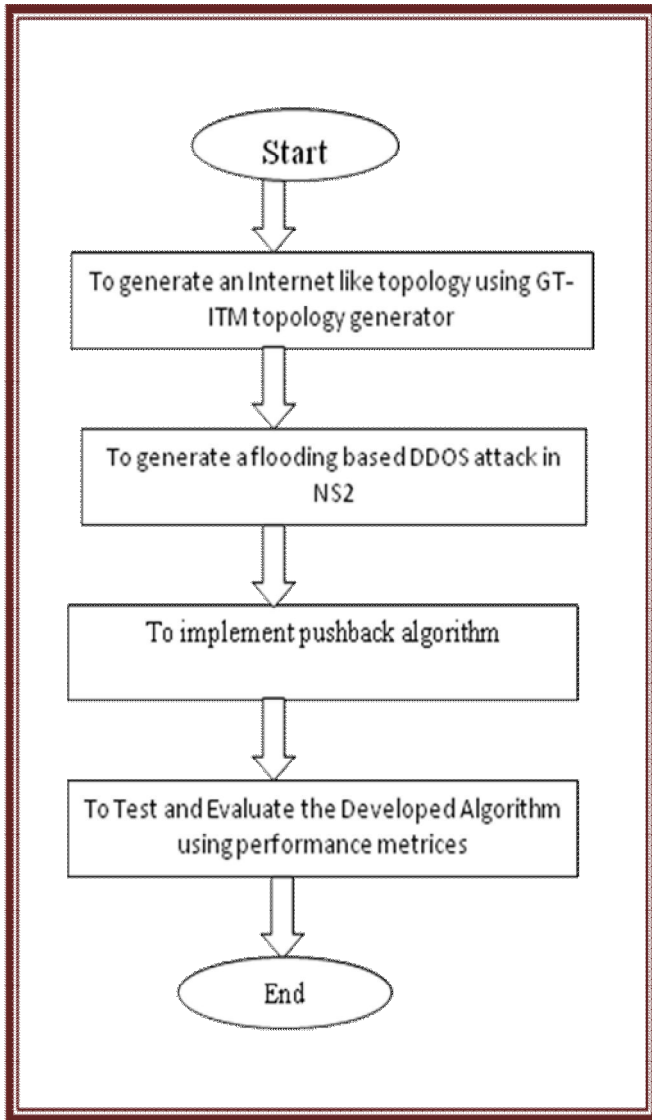 Start
To generate an Internet like topology using GT-
ITM topology generator
To generate a flooding based DDOS attack in
NS2
To implement pushback algorithm
To Test and Evaluate the Developed Algorithm
using performance metrices
End